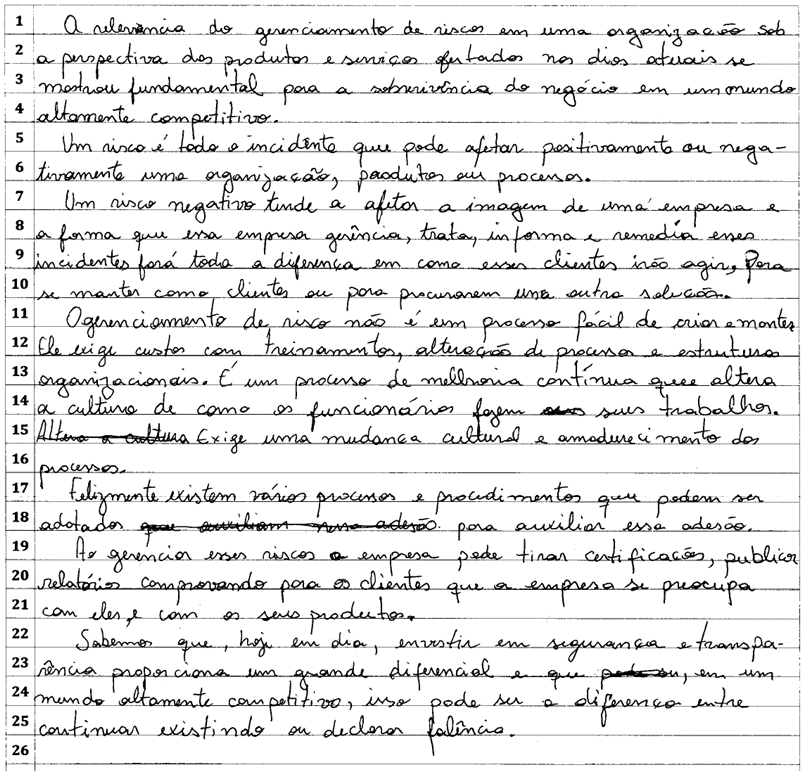 1 A relevância do gerenciamento de riscos em uma organização sob
2 a perspectiva dos produtos e serviços ofertados nos dias atuais se
3 mostrou fundamental para a sobrevivência do negócio em um mundo
4 altamente competitivo.
5 Um risco é todo o incidente que pode afetar positivamente ou nega-
6 tivamente uma organização, produtos ou processos.
7 Um risco negativo tende a afetar a imagem de uma empresa e
8 a forma que essa empresa gerência, trata, informa e remedia esses
9 incidentes fará toda a diferença em como esses clientes irão agir, Para
10 se manter como clientes ou para procurarem uma outra solução.
11 O gerenciamento de risco não é um processo fácil de criar e manter
12 Ele exige custos com treinamentos, alteração de processo e estruturas
13 organizacionais. É um processo de melhoria contínua que altera
14 a cultura de como os funcionários fazem seus trabalhos.
15 Altera a cultura Exige uma mudança cultural e amadurecimento dos
16 processos.
17 Felizmente existem vários processos e procedimentos que podem ser
18 adotados que auxiliam nessa adesão para auxiliar essa adesão.
19 Ao gerenciar esses riscos a empresa pode tirar certificações, publicar
20 relatórios comprovando para os clientes que a empresa se preocupa
21 com eles, e com os seus produtos.
22 Sabemos que, hoje em dia, investir em segurança e transpa-
23 rência proporciona um grande diferencial e que pode ser, em um
24 mundo altamente competitivo, isso pode ser a diferença entre
25 continuar existindo ou declarar falência.
26